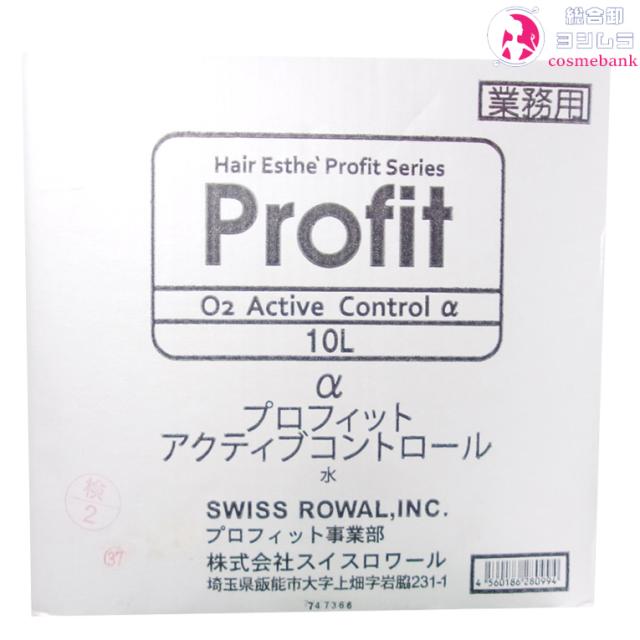 総合卸
ヨシムラ
cosmebank
業務用
Hair Esthe` Profit Series
Profit
O2 Active Control α
10L
α
プロフィット
アクティブコントロール
水
検
2
37
SWISS ROWAL,INC.
プロフィット事業部
株式会社スイスロワール
埼玉県飯能市大字上畑字岩脇231-1
4560186280994
747366